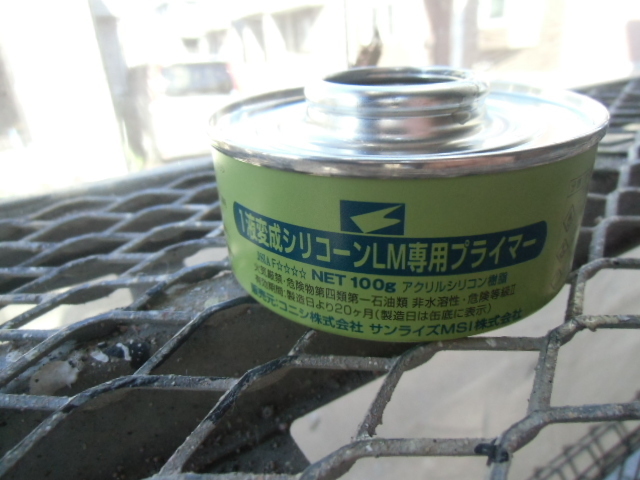 1液変成シリコーンLM専用プライマー
JSIA F☆☆☆☆ NET 100g アクリルシリコン樹脂
火気厳禁・危険物第四類第一石油類 非水溶性・危険等級Ⅱ
有効期間:製造日より20ヶ月(製造日は缶底に表示)
発売元:コニシ株式会社 サンライズMSI株式会社